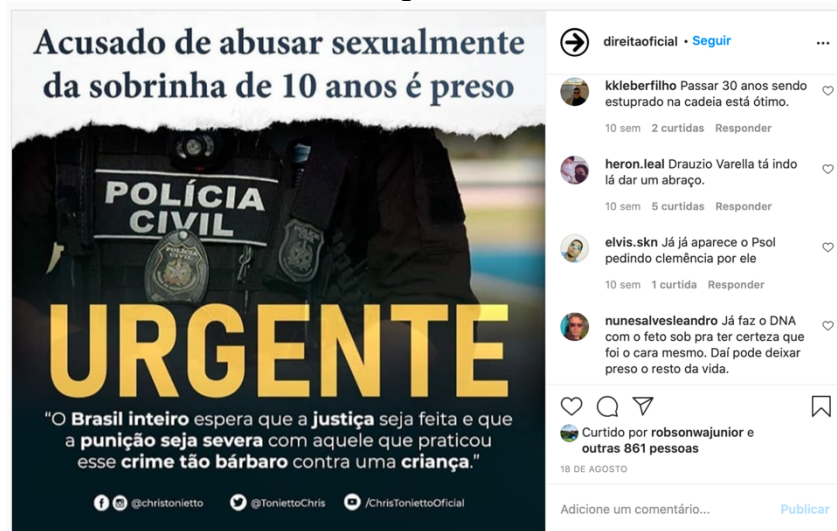 Acusado de abusar sexualmente
da sobrinha de 10 anos é preso
POLÍCIA
CIVIL
URGENTE
“O Brasil inteiro espera que a justiça seja feita e que
a punição seja severa com aquele que praticou
esse crime tão bárbaro contra uma criança.”
@christonietto @ToniettoChris /ChrisToniettoOficial
direitaoficial • Seguir
kkleberfilho Passar 30 anos sendo
estuprado na cadeia está ótimo.
10 sem 2 curtidas Responder
heron.leal Drauzio Varella tá indo
lá dar um abraço.
10 sem 5 curtidas Responder
elvis.skn Já já aparece o Psol
pedindo clemência por ele
10 sem 1 curtida Responder
nunesalvesleandro Já faz o DNA
com o feto sob pra ter certeza que
foi o cara mesmo. Daí pode deixar
preso o resto da vida.
Curtido por robsonwajunior e
outras 861 pessoas
18 DE AGOSTO
Adicione um comentário... Publicar